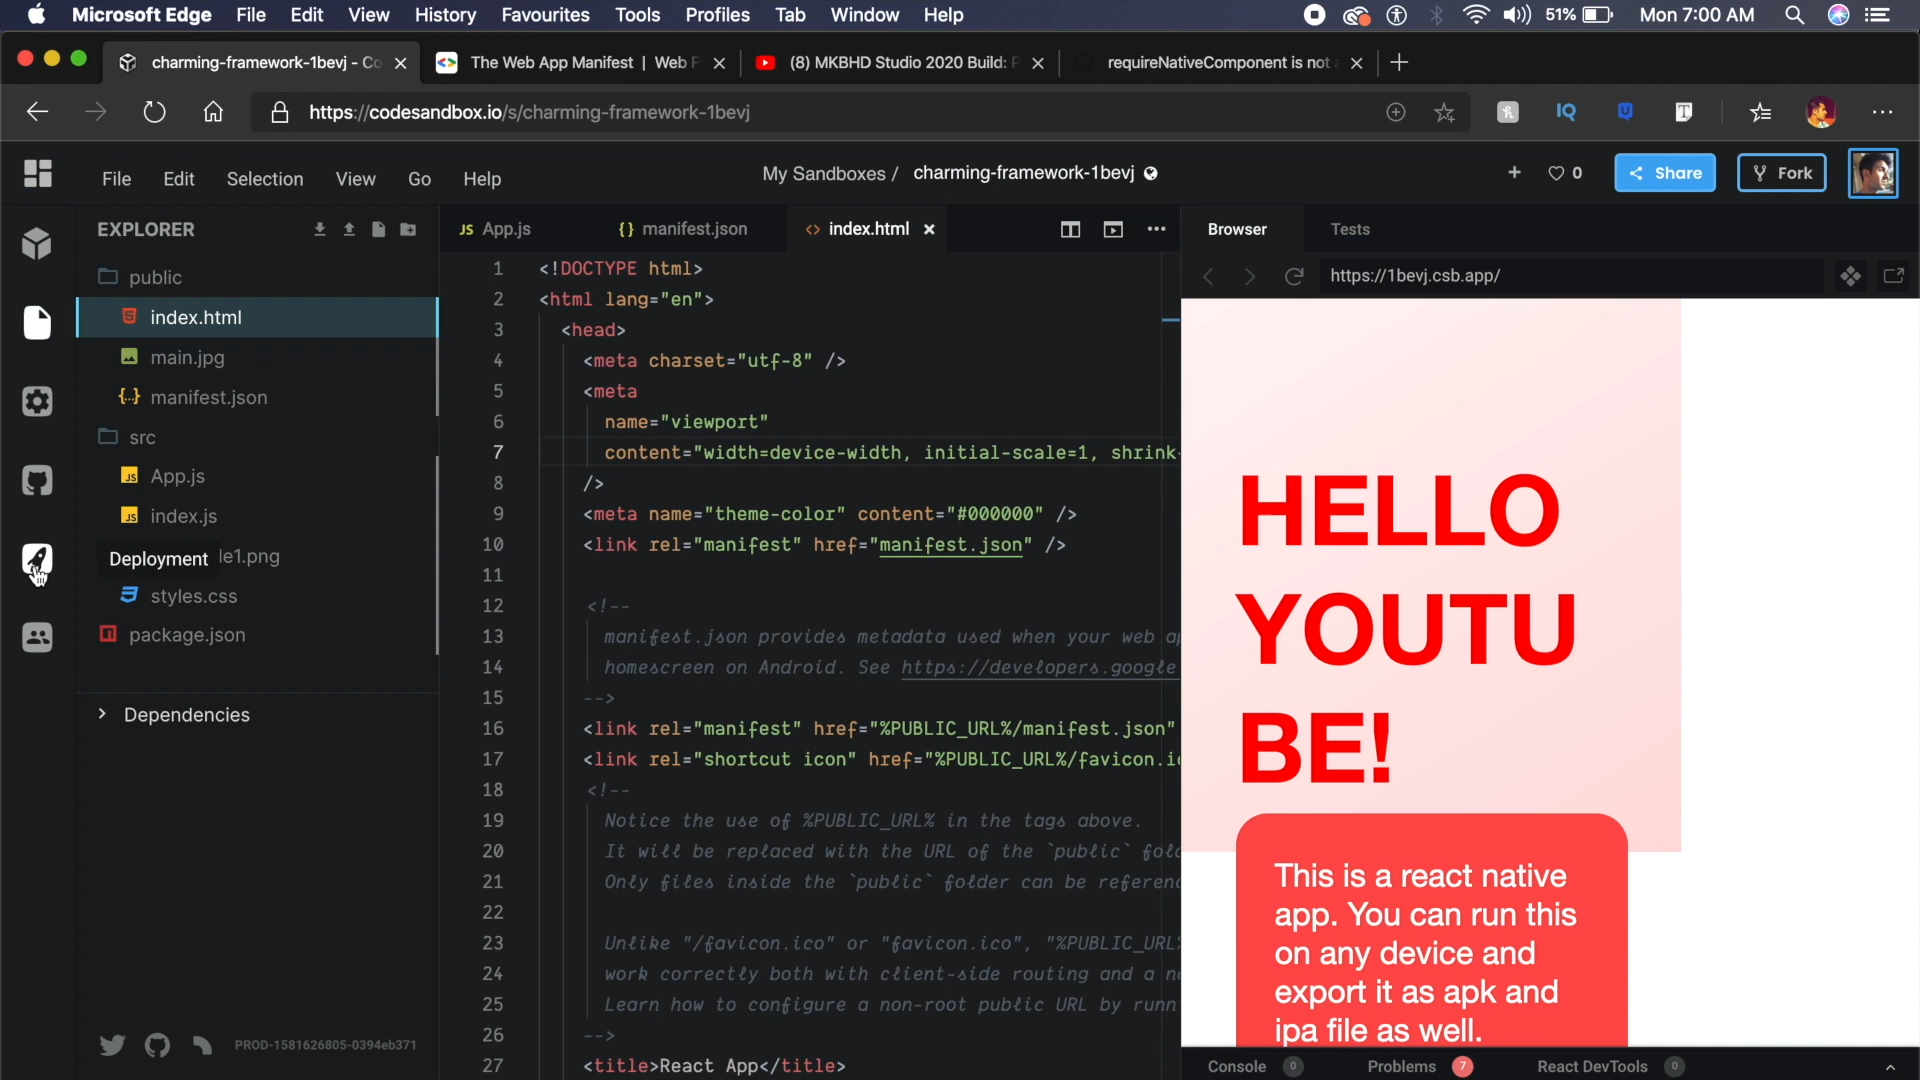 Microsoft Edge File Edit View History Favourites Tools Profiles Tab Window Help 51% Mon 7:00 AM
charming-framework-1bevj - Co The Web App Manifest | Web F (8) MKBHD Studio 2020 Build: P requireNativeComponent is not a
https://codesandbox.io/s/charming-framework-1bevj IQ
File Edit Selection View Go Help My Sandboxes / charming-framework-1bevj + 0 Share Fork
EXPLORER
JS App.js {} manifest.json <> index.html
Browser Tests
https://1bevj.csb.app/
public
index.html
main.jpg
manifest.json
src
App.js
index.js
Deployment le1.png
styles.css
package.json
Dependencies
PROD-1581626805-0394eb371
1 <!DOCTYPE html>
2 <html lang="en">
3 <head>
4 <meta charset="utf-8" />
5 <meta
6 name="viewport"
7 content="width=device-width, initial-scale=1, shrink-
8 />
9 <meta name="theme-color" content="#000000" />
10 <link rel="manifest" href="manifest.json" />
11
12 <!--
13 manifest.json provides metadata used when your web ap
14 homescreen on Android. See https://developers.google
15 -->
16 <link rel="manifest" href="%PUBLIC_URL%/manifest.json"
17 <link rel="shortcut icon" href="%PUBLIC_URL%/favicon.ic
18 <!--
19 Notice the use of %PUBLIC_URL% in the tags above.
20 It will be replaced with the URL of the `public` fol
21 Only files inside the `public` folder can be referen
22
23 Unlike "/favicon.ico" or "favicon.ico", "%PUBLIC_URL%
24 work correctly both with client-side routing and a n
25 Learn how to configure a non-root public URL by runn
26 -->
27 <title>React App</title>
HELLO
YOUTU
BE!
This is a react native
app. You can run this
on any device and
export it as apk and
ipa file as well.
Console 0 Problems 7 React DevTools 0